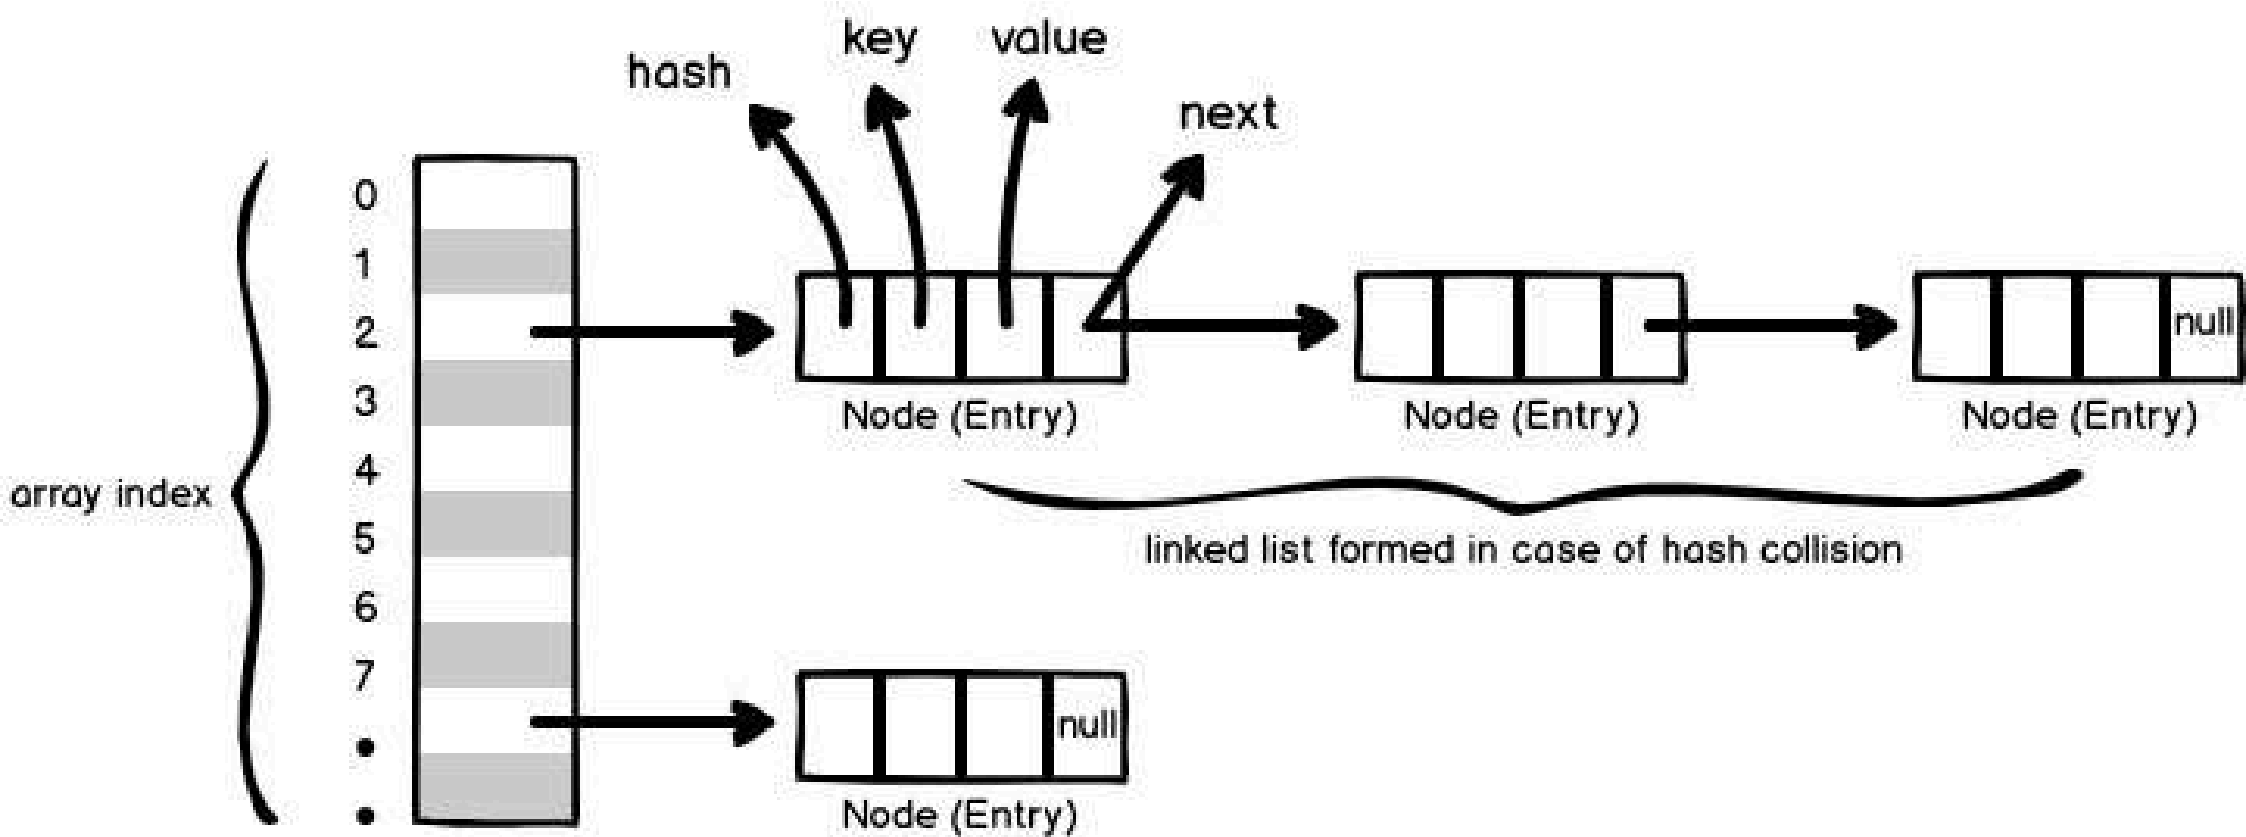 hash
key
value
next
0
1
2
3
4
5
6
7
•
•
array index
null
Node (Entry)
Node (Entry)
Node (Entry)
linked list formed in case of hash collision
null
Node (Entry)